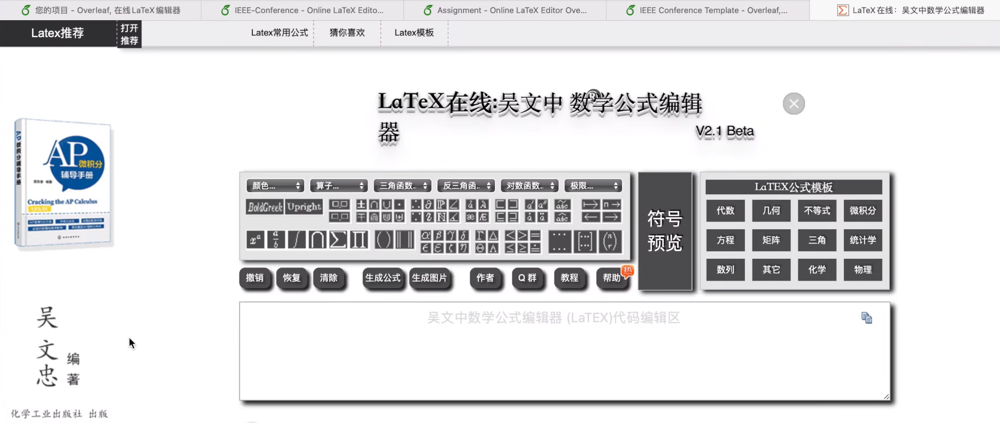 您的项目 - Overleaf, 在线LaTeX编辑器
IEEE-Conference - Online LaTeX Edito...
Assignment - Online LaTeX Editor Ove...
IEEE Conference Template - Overleaf,...
LaTeX在线：吴文中数学公式编辑器
Latex推荐
打开
推荐
Latex常用公式
猜你喜欢
Latex模板
LaTeX在线:吴文中 数学公式编辑
器
®
V2.1 Beta
AP微积分辅导手册
AP
微积分
辅导手册
Cracking the AP Calculus
颜色...
算子...
三角函数..
反三角函..
对数函数..
极限...
BoldGreek
Upright
符号
预览
LaTEX公式模板
代数
几何
不等式
微积分
方程
矩阵
三角
统计学
数列
其它
化学
物理
撤销
恢复
清除
生成公式
生成图片
作者
Q 群
教程
帮助
热
吴文中数学公式编辑器 (LaTEX)代码编辑区
吴文忠
编著
化学工业出版社 出版